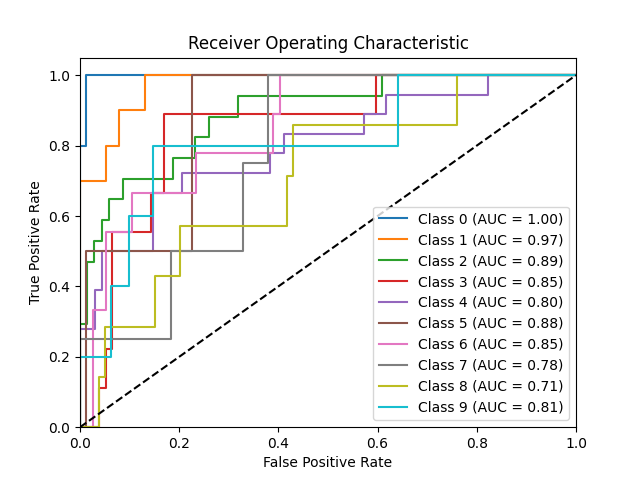 Receiver Operating Characteristic
True Positive Rate
1.0
0.8
0.6
0.4
0.2
0.0
Class 0 (AUC = 1.00)
Class 1 (AUC = 0.97)
Class 2 (AUC = 0.89)
Class 3 (AUC = 0.85)
Class 4 (AUC = 0.80)
Class 5 (AUC = 0.88)
Class 6 (AUC = 0.85)
Class 7 (AUC = 0.78)
Class 8 (AUC = 0.71)
Class 9 (AUC = 0.81)
0.0 0.2 0.4 0.6 0.8 1.0
False Positive Rate